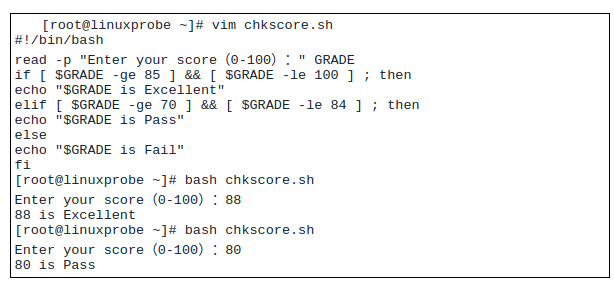 [root@linuxprobe ~]# vim chkscore.sh
#!/bin/bash
read -p "Enter your score（0-100）：" GRADE
if [ $GRADE -ge 85 ] && [ $GRADE -le 100 ] ; then
echo "$GRADE is Excellent"
elif [ $GRADE -ge 70 ] && [ $GRADE -le 84 ] ; then
echo "$GRADE is Pass"
else
echo "$GRADE is Fail"
fi
[root@linuxprobe ~]# bash chkscore.sh
Enter your score（0-100）：88
88 is Excellent
[root@linuxprobe ~]# bash chkscore.sh
Enter your score（0-100）：80
80 is Pass